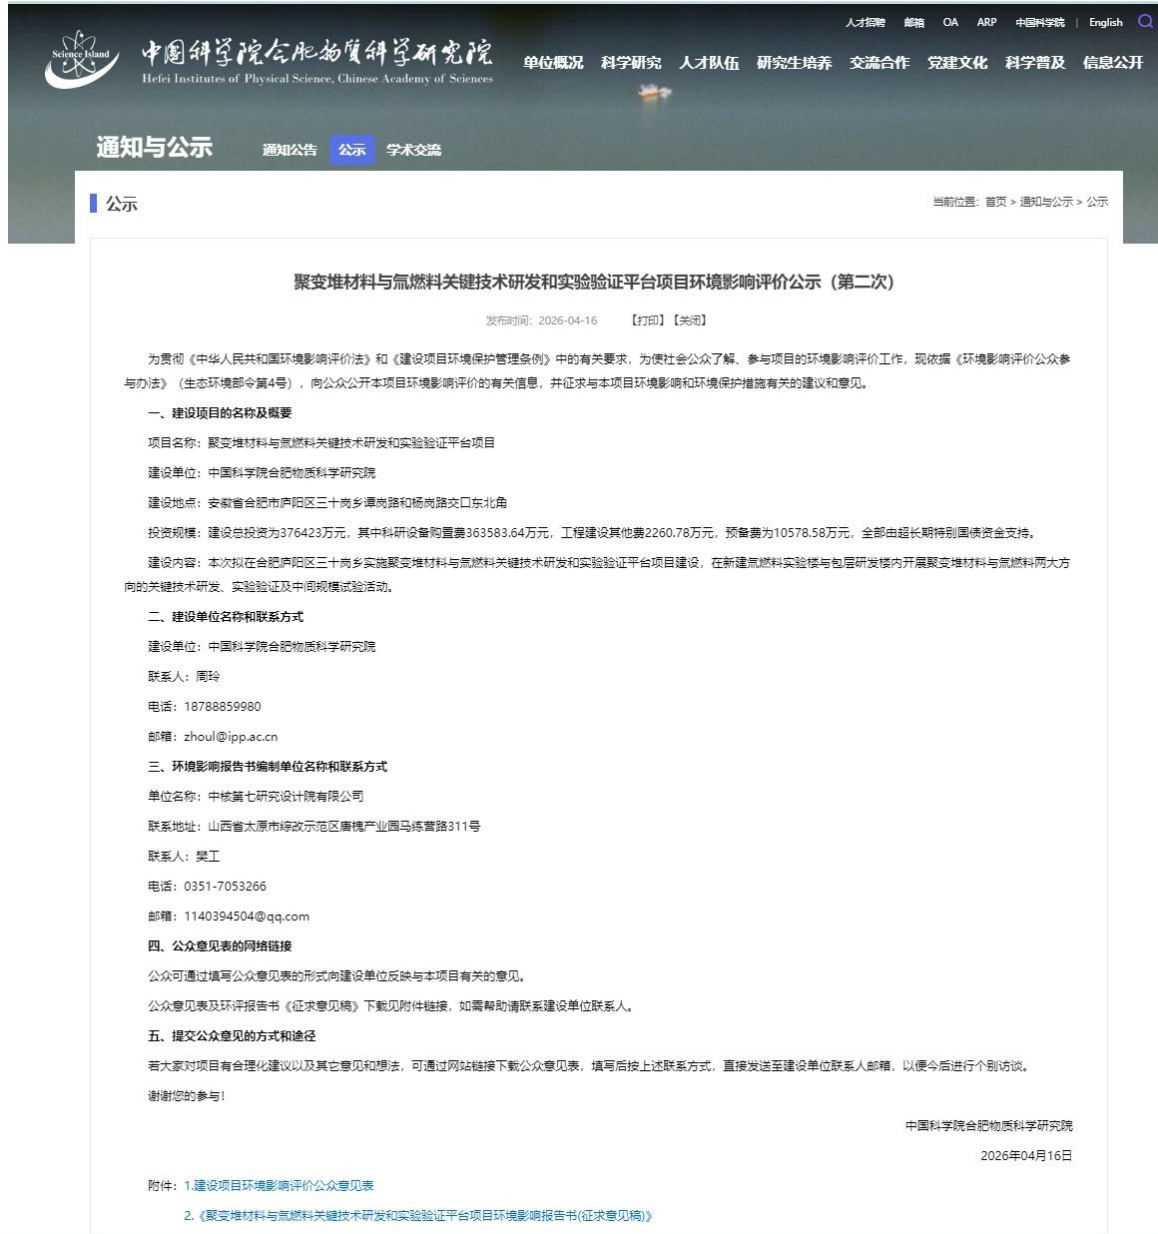 人才招聘 邮箱 OA ARP 中国科学院 | English
Science Island
中国科学院合肥物质科学研究院
Hefei Institutes of Physical Science, Chinese Academy of Sciences
单位概况 科学研究 人才队伍 研究生培养 交流合作 党建文化 科学普及 信息公开
通知与公示 通知公告 公示 学术交流
公示
当前位置：首页 > 通知与公示 > 公示
聚变堆材料与氚燃料关键技术研发和实验验证平台项目环境影响评价公示（第二次）
发布时间：2026-04-16 【打印】【关闭】
为贯彻《中华人民共和国环境影响评价法》和《建设项目环境保护管理条例》中的有关要求，为使社会公众了解、参与项目的环境影响评价工作，现依据《环境影响评价公众参
与办法》（生态环境部令第4号），向公众公开本项目环境影响评价的有关信息，并征求与本项目环境影响和环境保护措施有关的建议和意见。
一、建设项目的名称及概要
项目名称：聚变堆材料与氚燃料关键技术研发和实验验证平台项目
建设单位：中国科学院合肥物质科学研究院
建设地点：安徽省合肥市庐阳区三十岗乡谭岗路和杨岗路交口东北角
投资规模：建设总投资为376423万元，其中科研设备购置费363583.64万元，工程建设其他费2260.78万元，预备费为10578.58万元，全部由超长期特别国债资金支持。
建设内容：本次拟在合肥庐阳区三十岗乡实施聚变堆材料与氚燃料关键技术研发和实验验证平台项目建设，在新建氚燃料实验楼与包层研发楼内开展聚变堆材料与氚燃料两大方
向的关键技术研发、实验验证及中间规模试验活动。
二、建设单位名称和联系方式
建设单位：中国科学院合肥物质科学研究院
联系人：周玲
电话：18788859980
邮箱：zhoul@ipp.ac.cn
三、环境影响报告书编制单位名称和联系方式
单位名称：中核第七研究设计院有限公司
联系地址：山西省太原市综改示范区唐槐产业园马练营路311号
联系人：樊工
电话：0351-7053266
邮箱：1140394504@qq.com
四、公众意见表的网络链接
公众可通过填写公众意见表的形式向建设单位反映与本项目有关的意见。
公众意见表及环评报告书《征求意见稿》下载见附件链接，如需帮助请联系建设单位联系人。
五、提交公众意见的方式和途径
若大家对项目有合理化建议以及其它意见和想法，可通过网站链接下载公众意见表，填写后按上述联系方式，直接发送至建设单位联系人邮箱，以便今后进行个别访谈。
谢谢您的参与！
中国科学院合肥物质科学研究院
2026年04月16日
附件：1.建设项目环境影响评价公众意见表
2.《聚变堆材料与氚燃料关键技术研发和实验验证平台项目环境影响报告书(征求意见稿)》